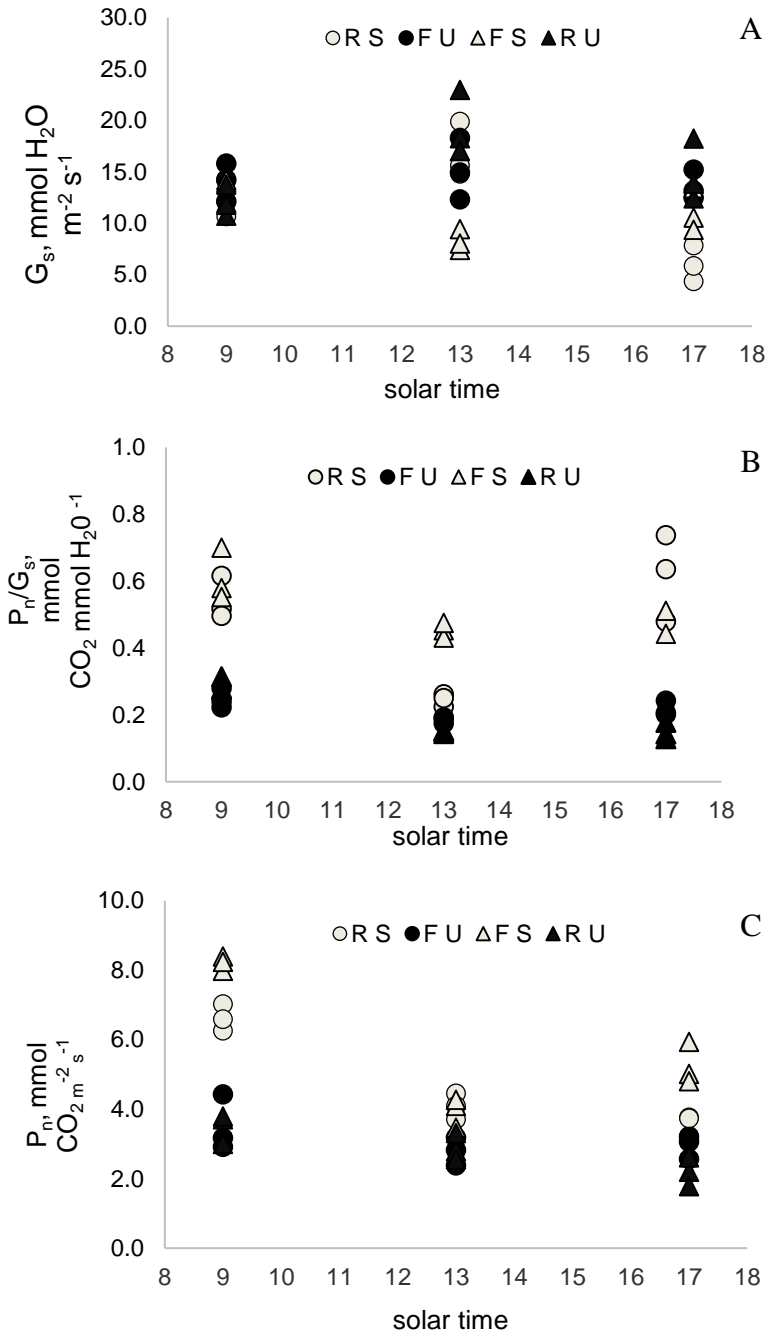 A
R S F U F S R U
30.0
25.0
20.0
15.0
10.0
5.0
0.0
Gs, mmol H2O
m-2 s-1
8 9 10 11 12 13 14 15 16 17 18
solar time
B
R S F U F S R U
1.0
0.8
0.6
0.4
0.2
0.0
Pn/Gs,
mmol
CO2 mmol H20 -1
8 9 10 11 12 13 14 15 16 17 18
solar time
C
R S F U F S R U
10.0
8.0
6.0
4.0
2.0
0.0
Pn, mmol
CO2 m-2 s-1
8 9 10 11 12 13 14 15 16 17 18
solar time